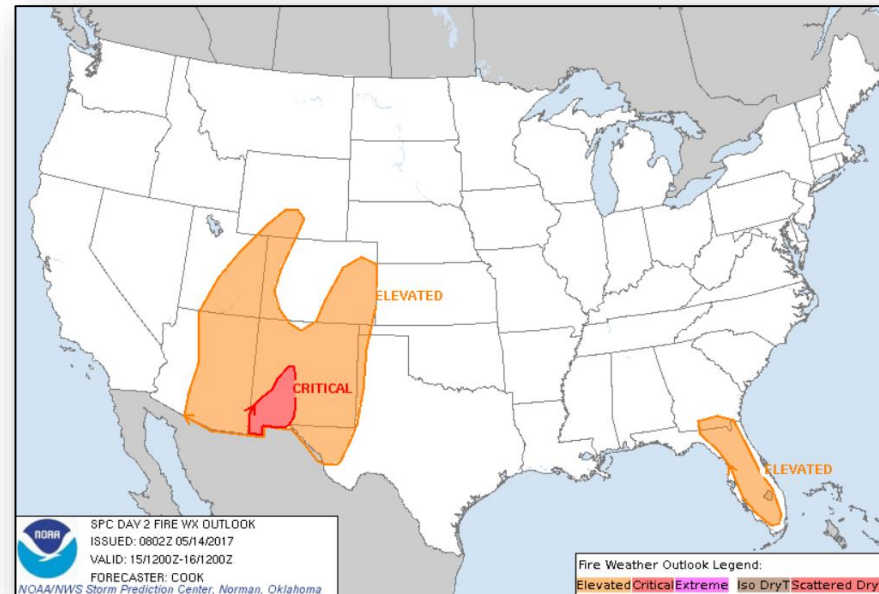 ELEVATED
CRITICAL
ELEVATED
NOAA
SPC DAY 2 FIRE WX OUTLOOK
ISSUED: 0802Z 05/14/2017
VALID: 15/1200Z-16/1200Z
FORECASTER: COOK
NOAA/NWS Storm Prediction Center, Norman, Oklahoma
Fire Weather Outlook Legend:
Elevated Critical Extreme Iso DryT Scattered Dry